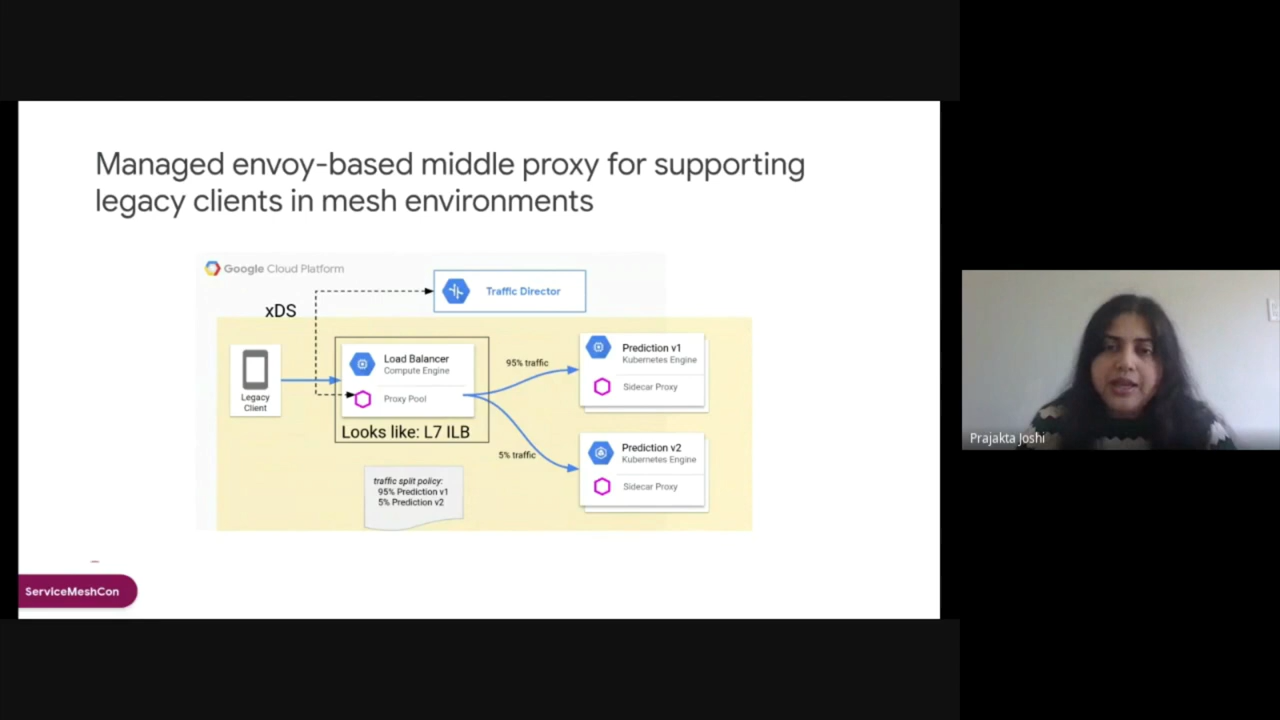 Managed envoy-based middle proxy for supporting
legacy clients in mesh environments
Google Cloud Platform
xDS
Traffic Director
Legacy
Client
Load Balancer
Compute Engine
Proxy Pool
Looks like: L7 ILB
95% traffic
5% traffic
Prediction v1
Kubernetes Engine
Sidecar Proxy
Prediction v2
Kubernetes Engine
Sidecar Proxy
traffic split policy:
95% Prediction v1
5% Prediction v2
ServiceMeshCon
Prajakta Joshi